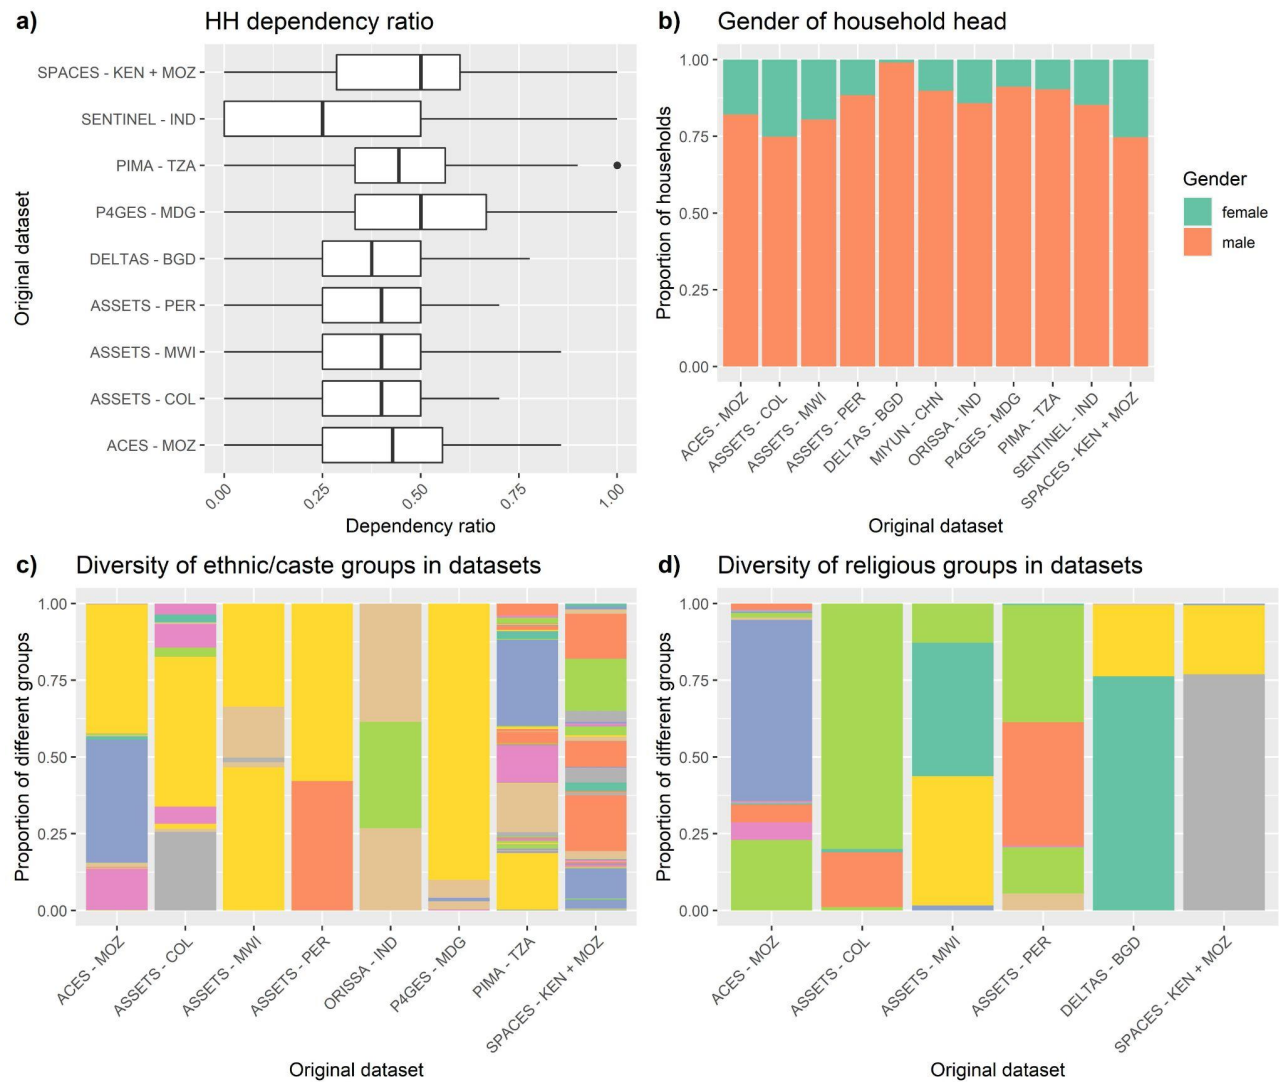 a) HH dependency ratio
Original dataset
SPACES - KEN + MOZ
SENTINEL - IND
PIMA - TZA
P4GES - MDG
DELTAS - BGD
ASSETS - PER
ASSETS - MWI
ASSETS - COL
ACES - MOZ
0.00 0.25 0.50 0.75 1.00
Dependency ratio
b) Gender of household head
Proportion of households
1.00
0.75
0.50
0.25
0.00
ACES - MOZ
ASSETS - COL
ASSETS - MWI
ASSETS - PER
DELTAS - BGD
MIYUN - CHN
ORISSA - IND
P4GES - MDG
PIMA - TZA
SENTINEL - IND
SPACES - KEN + MOZ
Original dataset
Gender
female
male
c) Diversity of ethnic/caste groups in datasets
Proportion of different groups
1.00
0.75
0.50
0.25
0.00
ACES - MOZ
ASSETS - COL
ASSETS - MWI
ASSETS - PER
ORISSA - IND
P4GES - MDG
PIMA - TZA
SPACES - KEN + MOZ
Original dataset
d) Diversity of religious groups in datasets
Proportion of different groups
1.00
0.75
0.50
0.25
0.00
ACES - MOZ
ASSETS - COL
ASSETS - MWI
ASSETS - PER
DELTAS - BGD
SPACES - KEN + MOZ
Original dataset